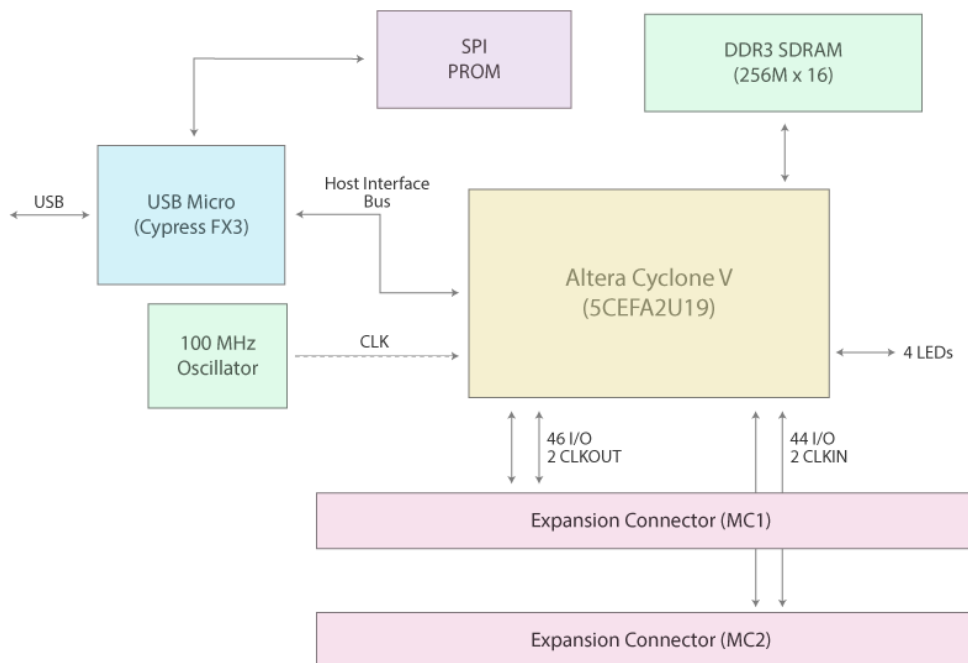 SPI
PROM
DDR3 SDRAM
(256M x 16)
USB
USB Micro
(Cypress FX3)
Host Interface
Bus
Altera Cyclone V
(5CEFA2U19)
100 MHz
Oscillator
CLK
4 LEDs
46 I/O
2 CLKOUT
44 I/O
2 CLKIN
Expansion Connector (MC1)
Expansion Connector (MC2)